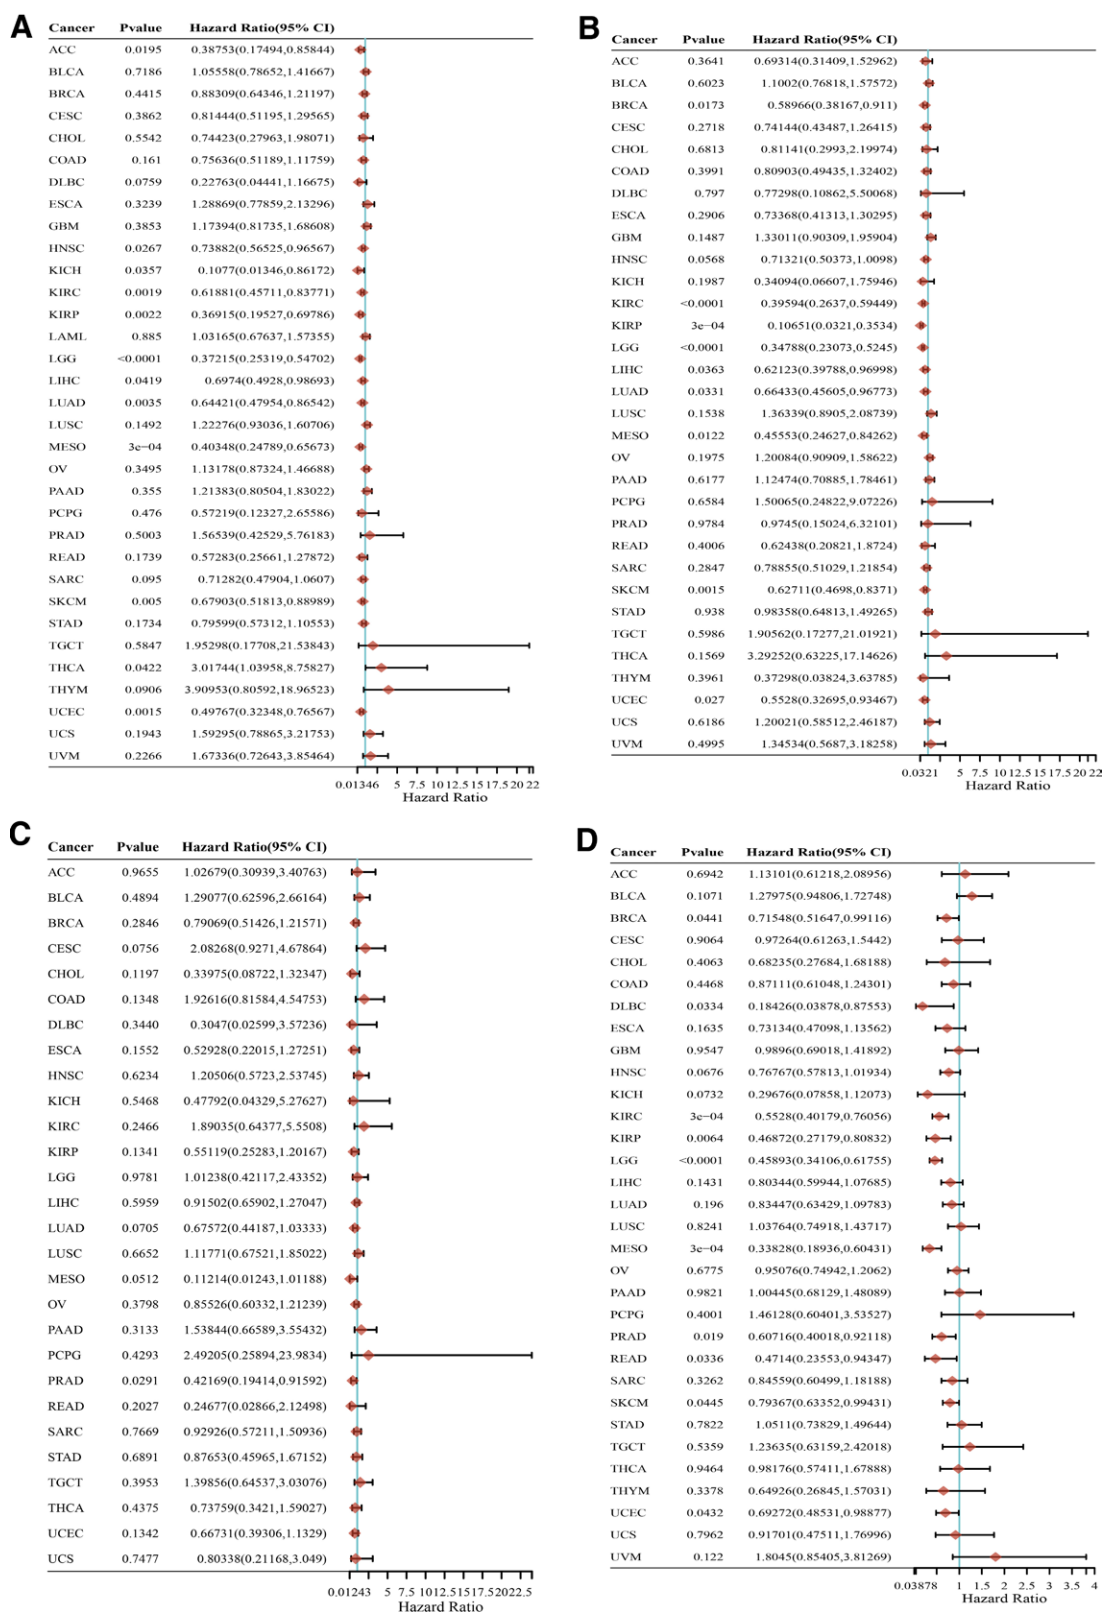 A
Cancer Pvalue Hazard Ratio(95% CI)
ACC 0.0195 0.38753(0.17494,0.85844)
BLCA 0.7186 1.05558(0.78652,1.41667)
BRCA 0.4415 0.88309(0.64346,1.21197)
CESC 0.3862 0.81444(0.51195,1.29565)
CHOL 0.5542 0.74423(0.27963,1.98071)
COAD 0.161 0.75636(0.51189,1.11759)
DLBC 0.0759 0.22763(0.04441,1.16675)
ESCA 0.3239 1.28869(0.77859,2.13296)
GBM 0.3853 1.17394(0.81735,1.68608)
HNSC 0.0267 0.73882(0.56525,0.96567)
KICH 0.0357 0.1077(0.01346,0.86172)
KIRC 0.0019 0.61881(0.45711,0.83771)
KIRP 0.0022 0.36915(0.19527,0.69786)
LAML 0.885 1.03165(0.67637,1.57355)
LGG <0.0001 0.37215(0.25319,0.54702)
LIHC 0.0419 0.6974(0.4928,0.98693)
LUAD 0.0035 0.64421(0.47954,0.86542)
LUSC 0.1492 1.22276(0.93036,1.60706)
MESO 3e−04 0.40348(0.24789,0.65673)
OV 0.3495 1.13178(0.87324,1.46688)
PAAD 0.355 1.21383(0.80504,1.83022)
PCPG 0.476 0.57219(0.12327,2.65586)
PRAD 0.5003 1.56539(0.42529,5.76183)
READ 0.1739 0.57283(0.25661,1.27872)
SARC 0.095 0.71282(0.47904,1.0607)
SKCM 0.005 0.67903(0.51813,0.88989)
STAD 0.1734 0.79599(0.57312,1.10553)
TGCT 0.5847 1.95298(0.17708,21.53843)
THCA 0.0422 3.01744(1.03958,8.75827)
THYM 0.0906 3.90953(0.80592,18.96523)
UCEC 0.0015 0.49767(0.32348,0.76567)
UCS 0.1943 1.59295(0.78865,3.21753)
UVM 0.2266 1.67336(0.72643,3.85464)
0.01346 5 7.5 10 12.5 15 17.5 20 22
Hazard Ratio
B
Cancer Pvalue Hazard Ratio(95% CI)
ACC 0.3641 0.69314(0.31409,1.52962)
BLCA 0.6023 1.1002(0.76818,1.57572)
BRCA 0.0173 0.58966(0.38167,0.911)
CESC 0.2718 0.74144(0.43487,1.26415)
CHOL 0.6813 0.81141(0.2993,2.19974)
COAD 0.3991 0.80903(0.49435,1.32402)
DLBC 0.797 0.77298(0.10862,5.50068)
ESCA 0.2906 0.73368(0.41313,1.30295)
GBM 0.1487 1.33011(0.90309,1.95904)
HNSC 0.0568 0.71321(0.50373,1.0098)
KICH 0.1987 0.34094(0.06607,1.75946)
KIRC <0.0001 0.39594(0.2637,0.59449)
KIRP 3e−04 0.10651(0.0321,0.3534)
LGG <0.0001 0.34788(0.23073,0.5245)
LIHC 0.0363 0.62123(0.39788,0.96998)
LUAD 0.0331 0.66433(0.45605,0.96773)
LUSC 0.1538 1.36339(0.8905,2.08739)
MESO 0.0122 0.45553(0.24627,0.84262)
OV 0.1975 1.20084(0.90909,1.58622)
PAAD 0.6177 1.12474(0.70885,1.78461)
PCPG 0.6584 1.50065(0.24822,9.07226)
PRAD 0.9784 0.9745(0.15024,6.32101)
READ 0.4006 0.62438(0.20821,1.8724)
SARC 0.2847 0.78855(0.51029,1.21854)
SKCM 0.0015 0.62711(0.4698,0.8371)
STAD 0.938 0.98358(0.64813,1.49265)
TGCT 0.5986 1.90562(0.17277,21.01921)
THCA 0.1569 3.29252(0.63225,17.14626)
THYM 0.3961 0.37298(0.03824,3.63785)
UCEC 0.027 0.5528(0.32695,0.93467)
UCS 0.6186 1.20021(0.58512,2.46187)
UVM 0.4995 1.34534(0.5687,3.18258)
0.0321 5 7.5 10 12.5 15 17.5 20 22
Hazard Ratio
C
Cancer Pvalue Hazard Ratio(95% CI)
ACC 0.9655 1.02679(0.30939,3.40763)
BLCA 0.4894 1.29077(0.62596,2.66164)
BRCA 0.2846 0.79069(0.51426,1.21571)
CESC 0.0756 2.08268(0.9271,4.67864)
CHOL 0.1197 0.33975(0.08722,1.32347)
COAD 0.1348 1.92616(0.81584,4.54753)
DLBC 0.3440 0.3047(0.02599,3.57236)
ESCA 0.1552 0.52928(0.22015,1.27251)
HNSC 0.6234 1.20506(0.5723,2.53745)
KICH 0.5468 0.47792(0.04329,5.27627)
KIRC 0.2466 1.89035(0.64377,5.5508)
KIRP 0.1341 0.55119(0.25283,1.20167)
LGG 0.9781 1.01238(0.42117,2.43352)
LIHC 0.5959 0.91502(0.65902,1.27047)
LUAD 0.0705 0.67572(0.44187,1.03333)
LUSC 0.6652 1.11771(0.67521,1.85022)
MESO 0.0512 0.11214(0.01243,1.01188)
OV 0.3798 0.85526(0.60332,1.21239)
PAAD 0.3133 1.53844(0.66589,3.55432)
PCPG 0.4293 2.49205(0.25894,23.9834)
PRAD 0.0291 0.42169(0.19414,0.91592)
READ 0.2027 0.24677(0.02866,2.12498)
SARC 0.7669 0.92926(0.57211,1.50936)
STAD 0.6891 0.87653(0.45965,1.67152)
TGCT 0.3953 1.39856(0.64537,3.03076)
THCA 0.4375 0.73759(0.3421,1.59027)
UCEC 0.1342 0.66731(0.39306,1.1329)
UCS 0.7477 0.80338(0.21168,3.049)
0.01243 5 7.5 10 12.5 15 17.5 20 22.5
Hazard Ratio
D
Cancer Pvalue Hazard Ratio(95% CI)
ACC 0.6942 1.13101(0.61218,2.08956)
BLCA 0.1071 1.27975(0.94806,1.72748)
BRCA 0.0441 0.71548(0.51647,0.99116)
CESC 0.9064 0.97264(0.61263,1.5442)
CHOL 0.4063 0.68235(0.27684,1.68188)
COAD 0.4468 0.87111(0.61048,1.24301)
DLBC 0.0334 0.18426(0.03878,0.87553)
ESCA 0.1635 0.73134(0.47098,1.13562)
GBM 0.9547 0.9896(0.69018,1.41892)
HNSC 0.0676 0.76767(0.57813,1.01934)
KICH 0.0732 0.29676(0.07858,1.12073)
KIRC 3e−04 0.5528(0.40179,0.76056)
KIRP 0.0064 0.46872(0.27179,0.80832)
LGG <0.0001 0.45893(0.34106,0.61755)
LIHC 0.1431 0.80344(0.59944,1.07685)
LUAD 0.196 0.83447(0.63429,1.09783)
LUSC 0.8241 1.03764(0.74918,1.43717)
MESO 3e−04 0.33828(0.18936,0.60431)
OV 0.6775 0.95076(0.74942,1.2062)
PAAD 0.9821 1.00445(0.68129,1.48089)
PCPG 0.4001 1.46128(0.60401,3.53527)
PRAD 0.019 0.60716(0.40018,0.92118)
READ 0.0336 0.4714(0.23553,0.94347)
SARC 0.3262 0.84559(0.60499,1.18188)
SKCM 0.0445 0.79367(0.63352,0.99431)
STAD 0.7822 1.0511(0.73829,1.49644)
TGCT 0.5359 1.23635(0.63159,2.42018)
THCA 0.9464 0.98176(0.57411,1.67888)
THYM 0.3378 0.64926(0.26845,1.57031)
UCEC 0.0432 0.69272(0.48531,0.98877)
UCS 0.7962 0.91701(0.47511,1.76996)
UVM 0.122 1.8045(0.85405,3.81269)
0.03878 1 1.5 2 2.5 3 3.5 4
Hazard Ratio